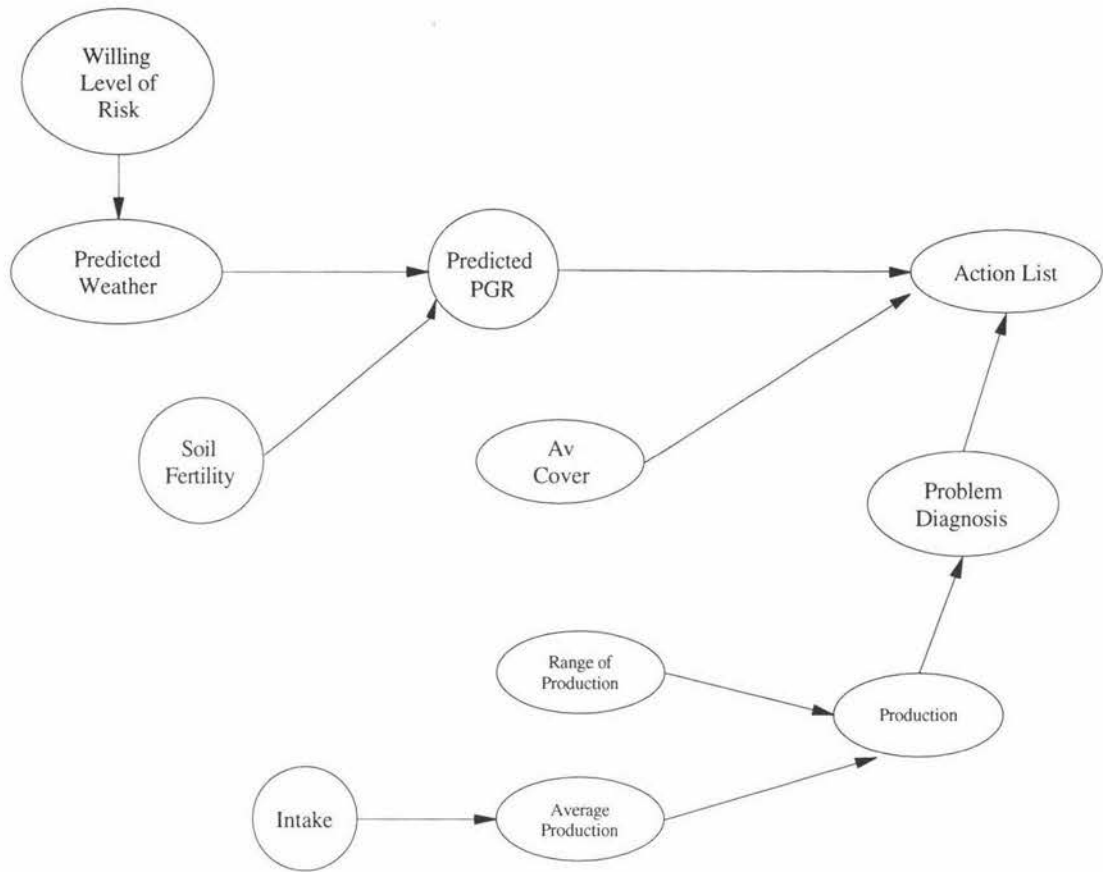 Willing
Level of
Risk
Predicted
Weather
Predicted
PGR
Action List
Soil
Fertility
Av
Cover
Problem
Diagnosis
Range of
Production
Production
Intake
Average
Production